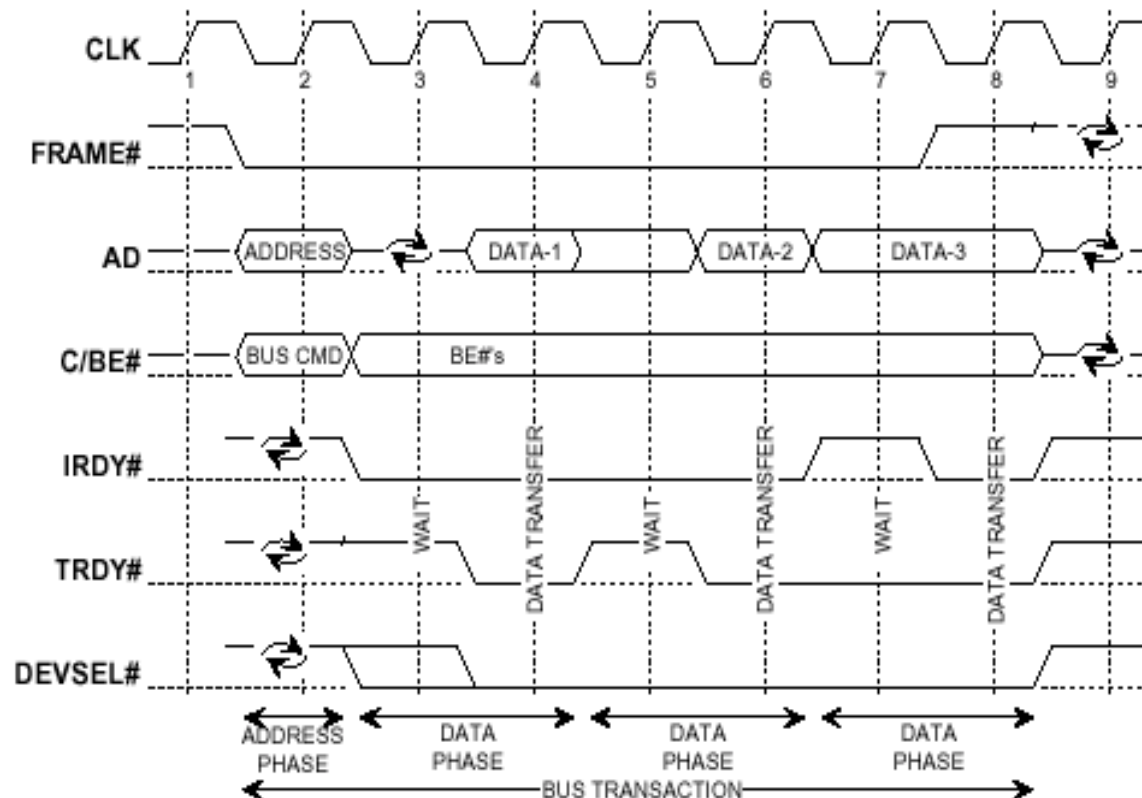 CLK
1 2 3 4 5 6 7 8 9
FRAME#
AD
ADDRESS DATA-1 DATA-2 DATA-3
C/BE#
BUS CMD BE#'s
IRDY#
WAIT DATA TRANSFER WAIT DATA TRANSFER WAIT DATA TRANSFER
TRDY#
DEVSEL#
ADDRESS DATA DATA DATA
PHASE PHASE PHASE PHASE
BUS TRANSACTION